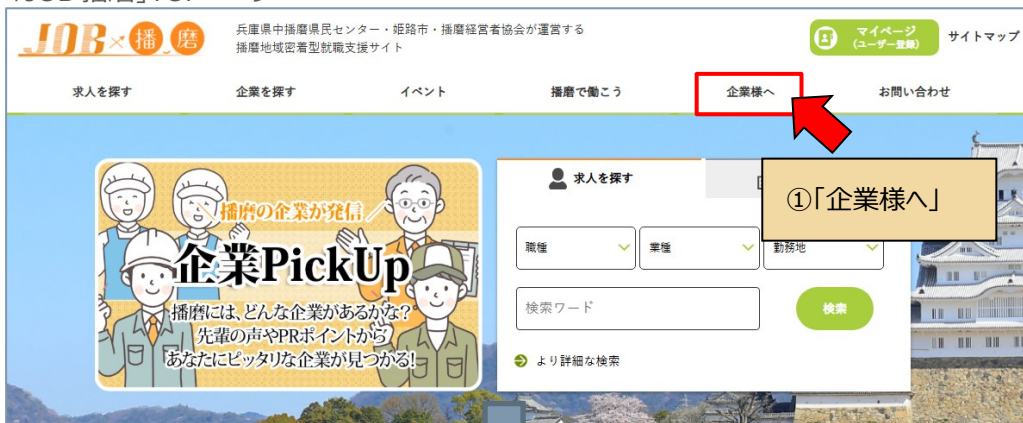 JOB×播磨
兵庫県中播磨県民センター・姫路市・播磨経営者協会が運営する
播磨地域密着型就職支援サイト
マイページ
(ユーザー登録)
サイトマップ
求人を探す
企業を探す
イベント
播磨で働こう
企業様へ
お問い合わせ
播磨の企業が発信
企業PickUp
播磨には、どんな企業があるかな?
先輩の声やPRポイントから
あなたにピッタリな企業が見つかる!
求人を探す
①「企業様へ」
職種
業種
勤務地
検索ワード
検索
より詳細な検索